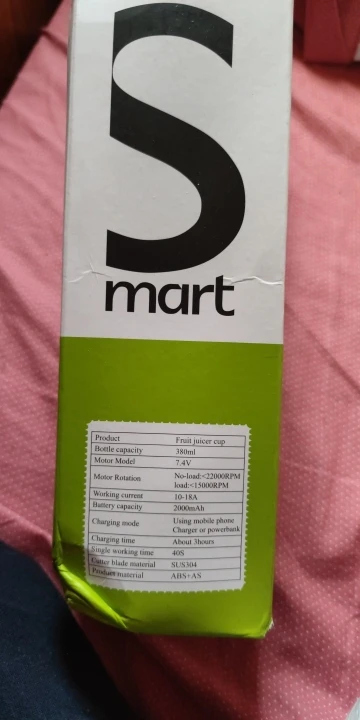 S
mart
Product Fruit juicer cup
Bottle capacity 380ml
Motor Model 7.4V
Motor Rotation No-load:<22000RPM
load:<15000RPM
Working current 10-18A
Battery capacity 2000mAh
Charging mode Using mobile phone
Charger or powerbank
Charging time About 3hours
Single working time 40S
Cutter blade material SUS304
Product material ABS+AS